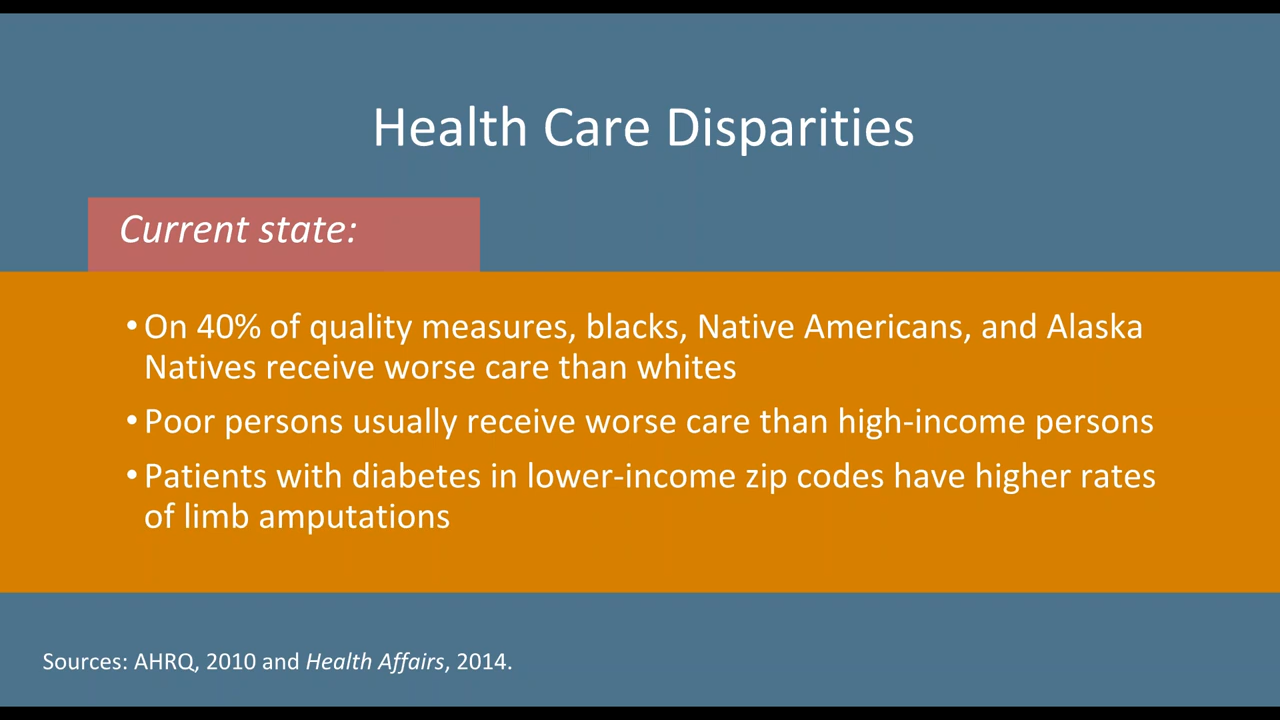 Health Care Disparities
Current state:
• On 40% of quality measures, blacks, Native Americans, and Alaska
Natives receive worse care than whites
• Poor persons usually receive worse care than high-income persons
• Patients with diabetes in lower-income zip codes have higher rates
of limb amputations
Sources: AHRQ, 2010 and Health Affairs, 2014.